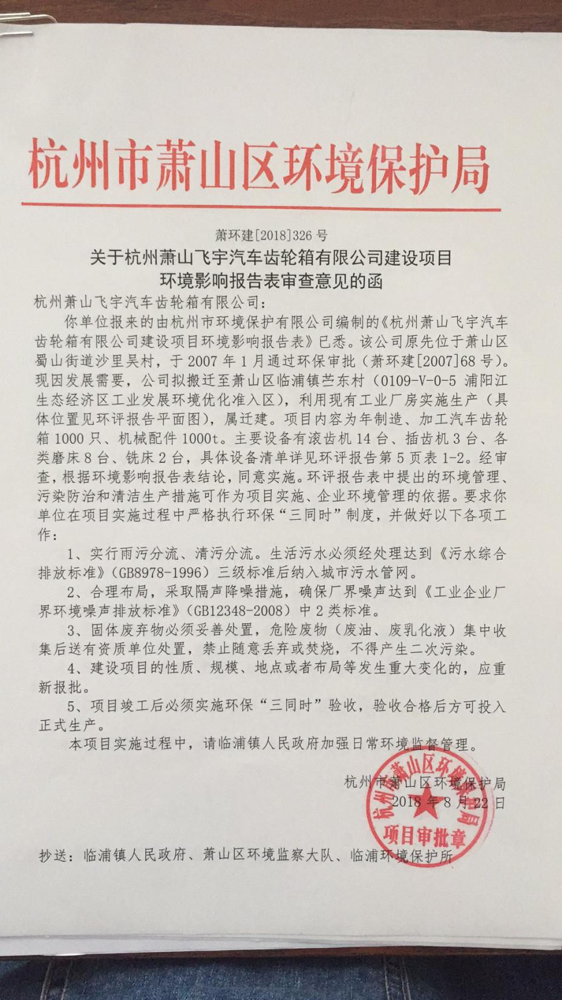 杭州市萧山区环境保护局
萧环建[2018]326 号
关于杭州萧山飞宇汽车齿轮箱有限公司建设项目
环境影响报告表审查意见的函
杭州萧山飞宇汽车齿轮箱有限公司：
你单位报来的由杭州市环境保护有限公司编制的《杭州萧山飞宇汽车
齿轮箱有限公司建设项目环境影响报告表》已悉。该公司原先位于萧山区
蜀山街道沙里吴村，于 2007 年 1 月通过环保审批（萧环建[2007]68 号）。
现因发展需要，公司拟搬迁至萧山区临浦镇苎东村（0109-V-0-5 浦阳江
生态经济区工业发展环境优化准入区），利用现有工业厂房实施生产（具
体位置见环评报告平面图），属迁建。项目内容为年制造、加工汽车齿轮
箱 1000 只、机械配件 1000t。主要设备有滚齿机 14 台、插齿机 3 台、各
类磨床 8 台、铣床 2 台，具体设备清单详见环评报告第 5 页表 1-2。经审
查，根据环境影响报告表结论，同意实施。环评报告表中提出的环境管理、
污染防治和清洁生产措施可作为项目实施、企业环境管理的依据。要求你
单位在项目实施过程中严格执行环保“三同时”制度，并做好以下各项工
作：
1、实行雨污分流、清污分流。生活污水必须经处理达到《污水综合
排放标准》（GB8978-1996）三级标准后纳入城市污水管网。
2、合理布局，采取隔声降噪措施，确保厂界噪声达到《工业企业厂
界环境噪声排放标准》（GB12348-2008）中 2 类标准。
3、固体废弃物必须妥善处置，危险废物（废油、废乳化液）集中收
集后送有资质单位处置，禁止随意丢弃或焚烧，不得产生二次污染。
4、建设项目的性质、规模、地点或者布局等发生重大变化的，应重
新报批。
5、项目竣工后必须实施环保“三同时”验收，验收合格后方可投入
正式生产。
本项目实施过程中，请临浦镇人民政府加强日常环境监督管理。
杭州市萧山区环境保护局
2018 年 8 月 22 日
杭州市萧山区环境保护局
项目审批章
抄送：临浦镇人民政府、萧山区环境监察大队、临浦环境保护所